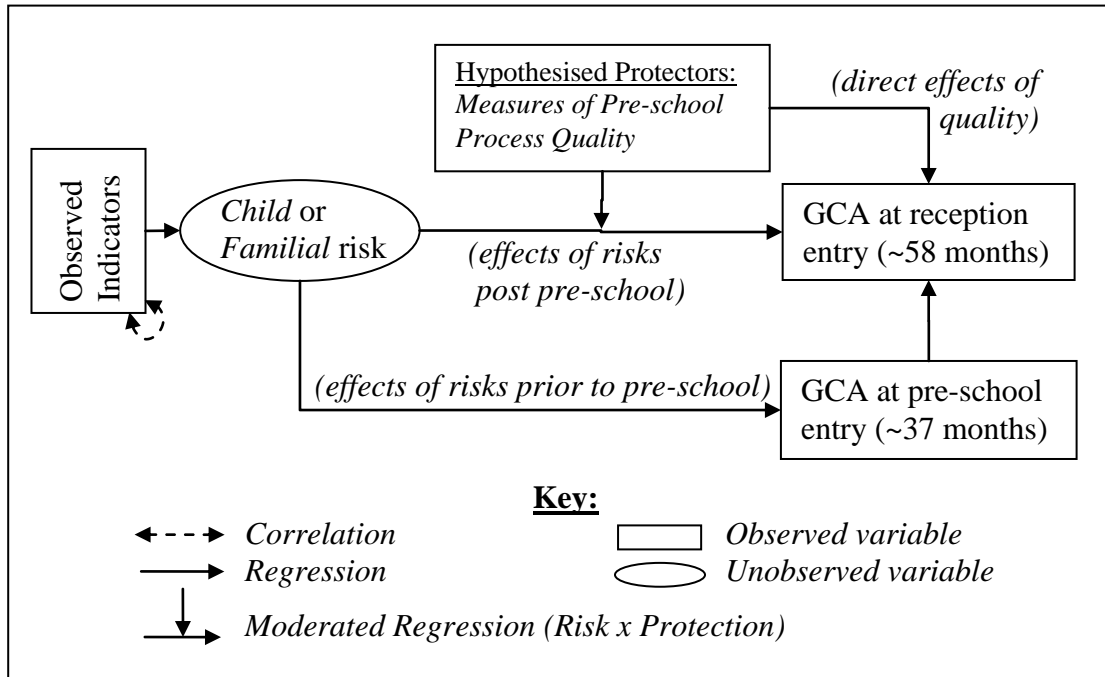 Hypothesised Protectors:
Measures of Pre-school
Process Quality
(direct effects of
quality)
Observed
Indicators
Child or
Familial risk
(effects of risks
post pre-school)
GCA at reception
entry (~58 months)
(effects of risks prior to pre-school)
GCA at pre-school
entry (~37 months)
Key:
Correlation
Observed variable
Regression
Unobserved variable
Moderated Regression (Risk x Protection)